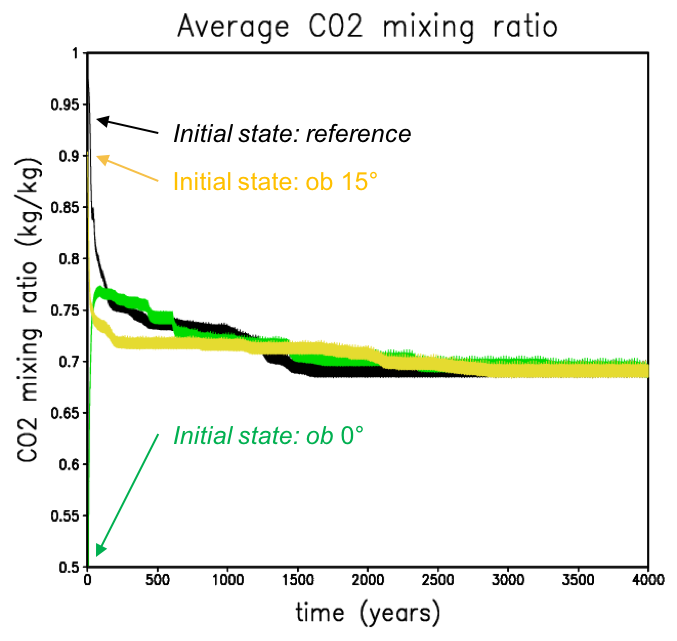 Average CO2 mixing ratio
CO2 mixing ratio (kg/kg)
1
0.95
0.9
0.85
0.8
0.75
0.7
0.65
0.6
0.55
0.5
Initial state: reference
Initial state: ob 15°
Initial state: ob 0°
0 500 1000 1500 2000 2500 3000 3500 4000
time (years)